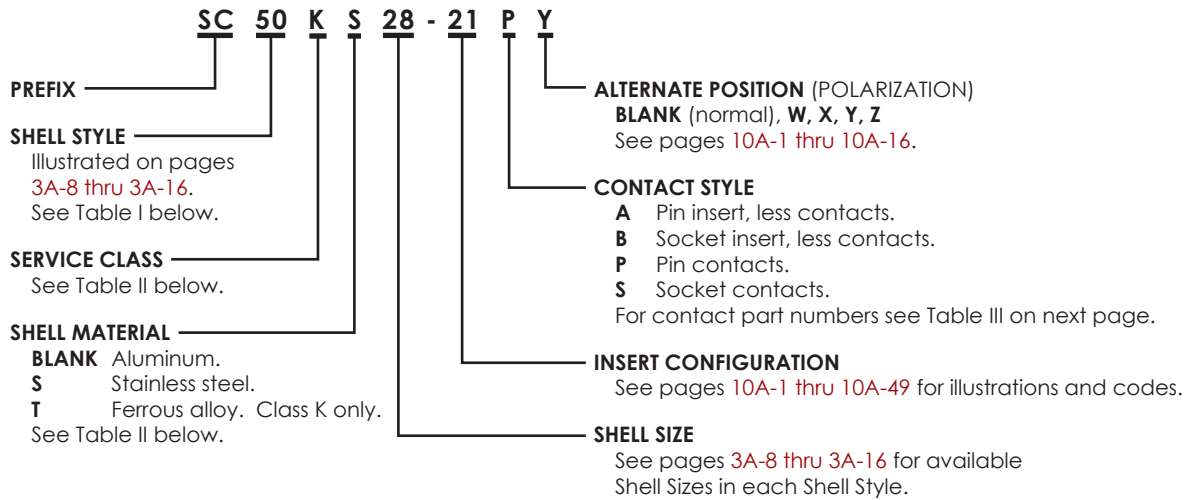 SC 50 K S 28 - 21 P Y
PREFIX
SHELL STYLE
Illustrated on pages
3A-8 thru 3A-16.
See Table I below.
SERVICE CLASS
See Table II below.
SHELL MATERIAL
BLANK Aluminum.
S Stainless steel.
T Ferrous alloy. Class K only.
See Table II below.
ALTERNATE POSITION (POLARIZATION)
BLANK (normal), W, X, Y, Z
See pages 10A-1 thru 10A-16.
CONTACT STYLE
A Pin insert, less contacts.
B Socket insert, less contacts.
P Pin contacts.
S Socket contacts.
For contact part numbers see Table III on next page.
INSERT CONFIGURATION
See pages 10A-1 thru 10A-49 for illustrations and codes.
SHELL SIZE
See pages 3A-8 thru 3A-16 for available
Shell Sizes in each Shell Style.